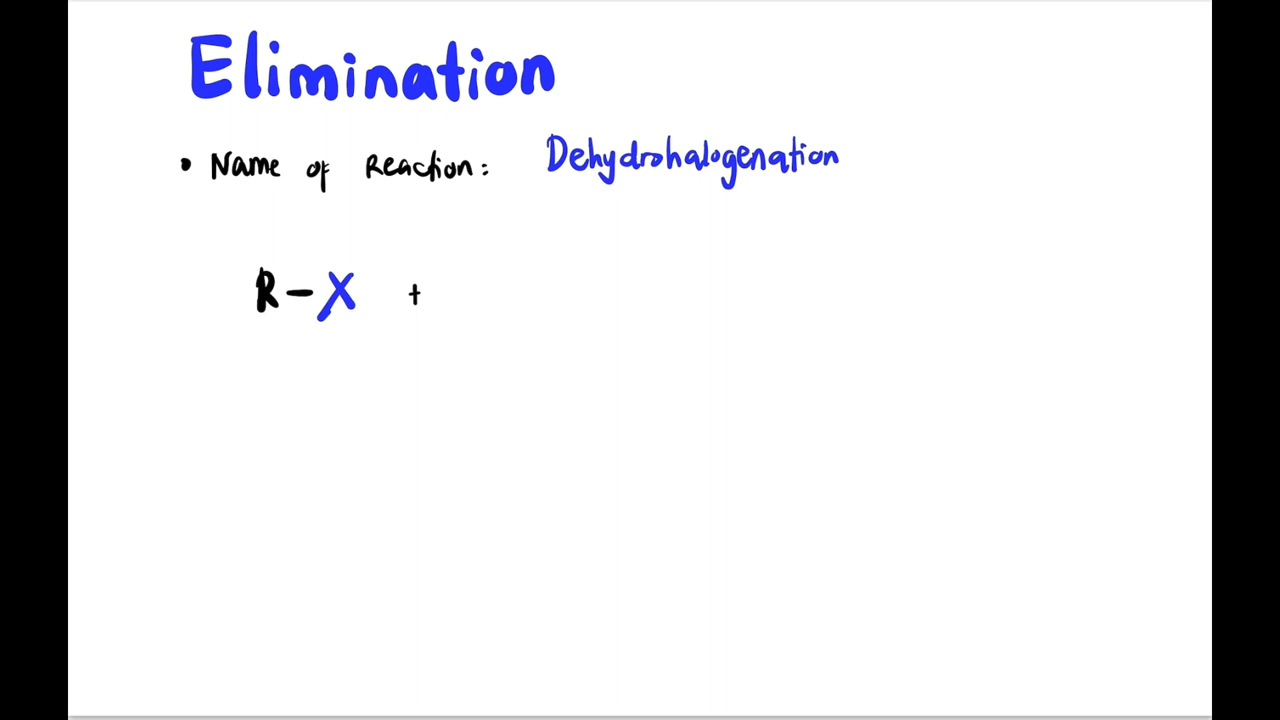 Elimination
• Name of Reaction: Dehydrohalogenation
R - X +